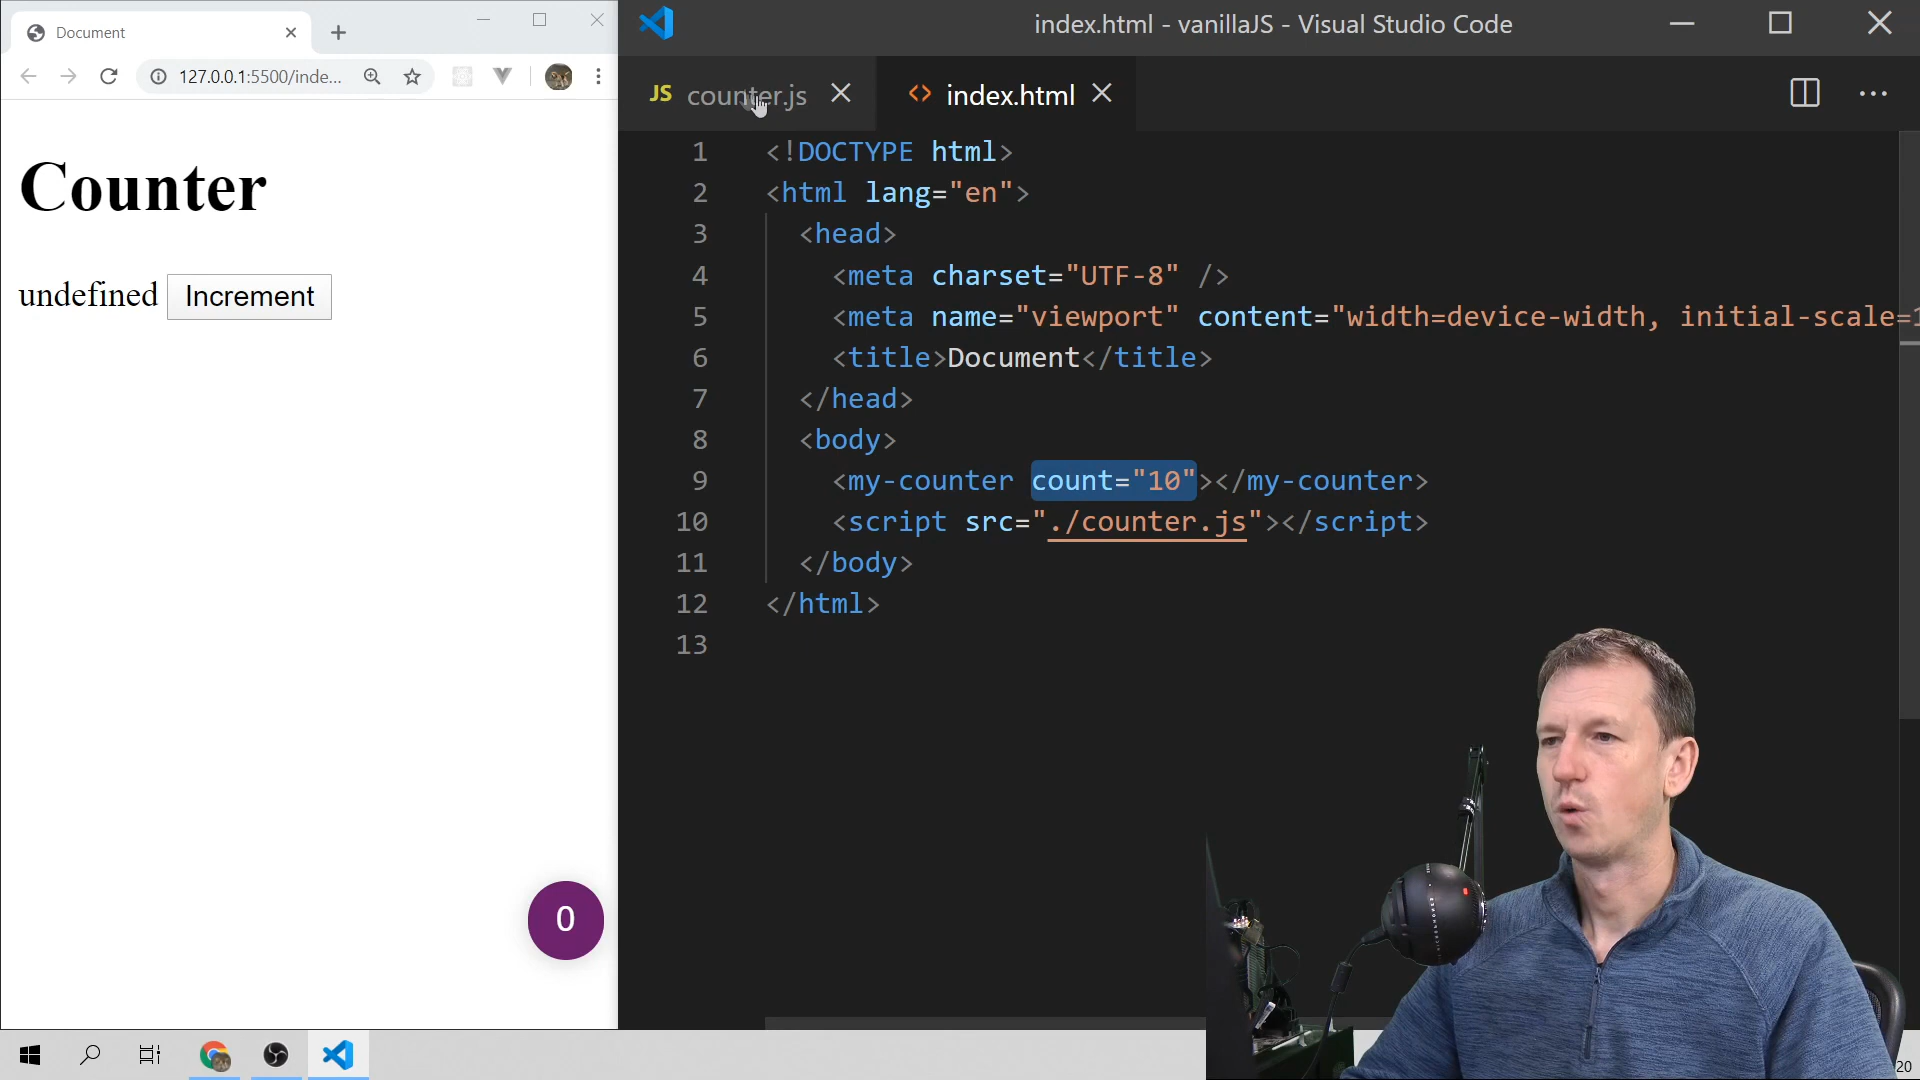 Document
127.0.0.1:5500/inde...
Counter
undefined Increment
0
index.html - vanillaJS - Visual Studio Code
JS counter.js
<> index.html
1 <!DOCTYPE html>
2 <html lang="en">
3 <head>
4 <meta charset="UTF-8" />
5 <meta name="viewport" content="width=device-width, initial-scale=1
6 <title>Document</title>
7 </head>
8 <body>
9 <my-counter count="10"></my-counter>
10 <script src="./counter.js"></script>
11 </body>
12 </html>
13
20